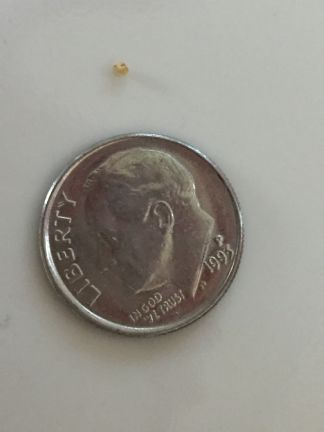 LIBERTY
IN GOD
WE TRUST
P
1993